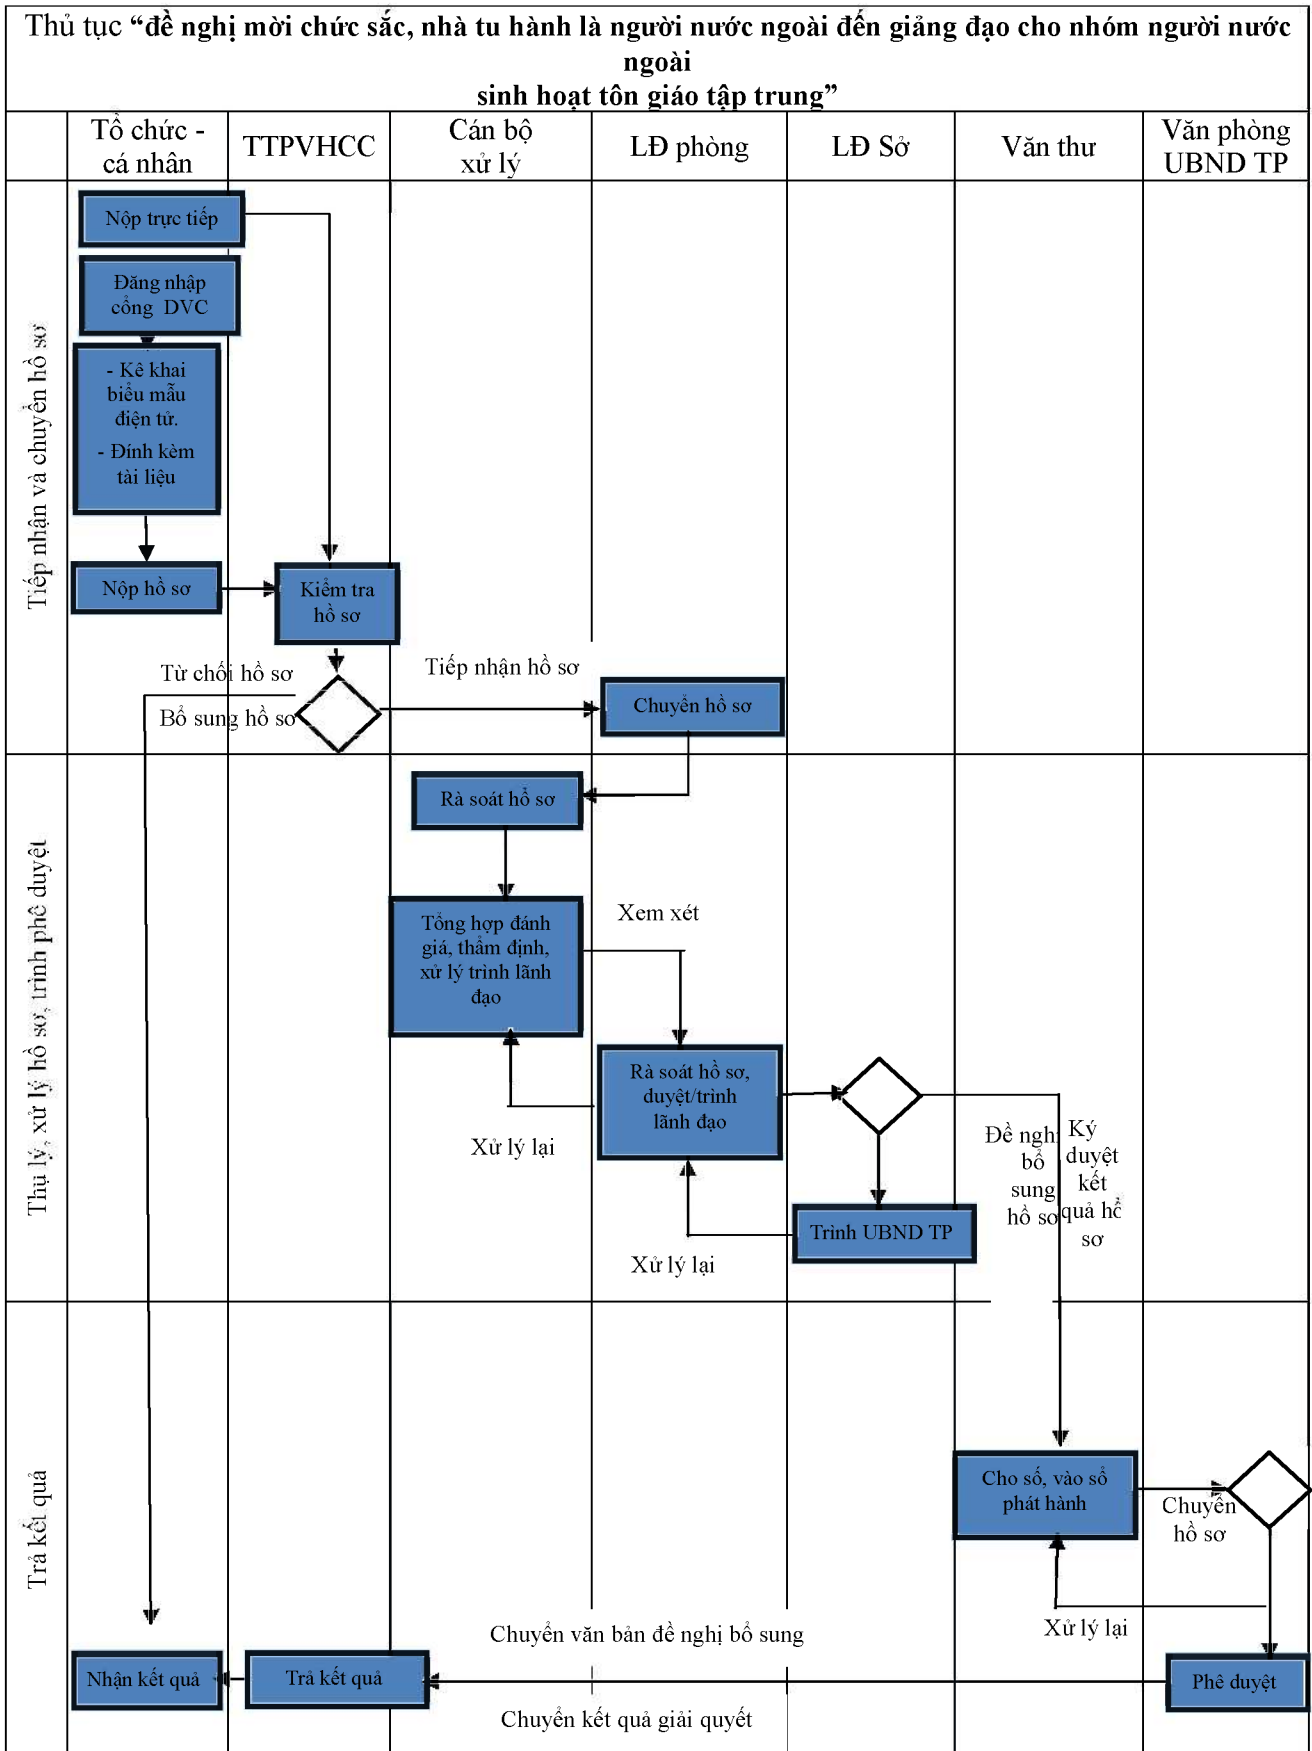 Thủ tục “đề nghị mời chức sắc, nhà tu hành là người nước ngoài đến giảng đạo cho nhóm người nước
ngoài
sinh hoạt tôn giáo tập trung”
Tổ chức -
cá nhân
TTPVHCC
Cán bộ
xử lý
LĐ phòng
LĐ Sở
Văn thư
Văn phòng
UBND TP
Tiếp nhận và chuyển hồ sơ
Nộp trực tiếp
Đăng nhập
cổng DVC
- Kê khai
biểu mẫu
điện tử.
- Đính kèm
tài liệu
Nộp hồ sơ
Kiểm tra
hồ sơ
Từ chối hồ sơ
Bổ sung hồ sơ
Tiếp nhận hồ sơ
Chuyển hồ sơ
Thụ lý, xử lý hồ sơ, trình phê duyệt
Rà soát hồ sơ
Tổng hợp đánh
giá, thẩm định,
xử lý trình lãnh
đạo
Xem xét
Rà soát hồ sơ,
duyệt/trình
lãnh đạo
Xử lý lại
Trình UBND TP
Xử lý lại
Đề nghị
bổ
sung
hồ sơ
Ký
duyệt
kết
quả hồ
sơ
Trả kết quả
Cho số, vào sổ
phát hành
Chuyển
hồ sơ
Xử lý lại
Chuyển văn bản đề nghị bổ sung
Nhận kết quả
Trả kết quả
Phê duyệt
Chuyển kết quả giải quyết